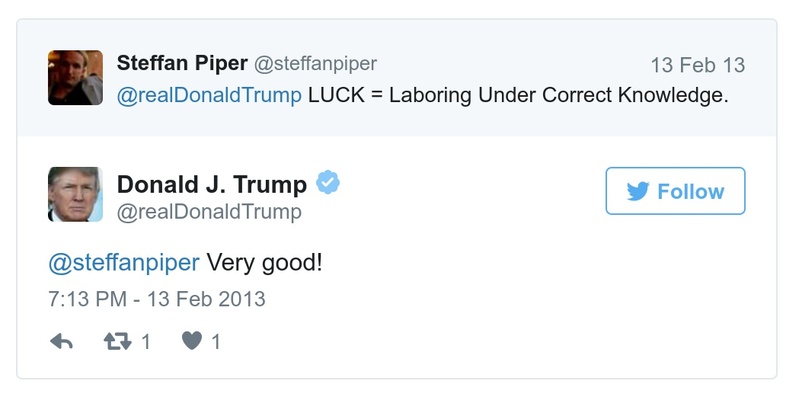 Steffan Piper @steffanpiper 13 Feb 13
@realDonaldTrump LUCK = Laboring Under Correct Knowledge.
Donald J. Trump
@realDonaldTrump
Follow
@steffanpiper Very good!
7:13 PM - 13 Feb 2013
1 1